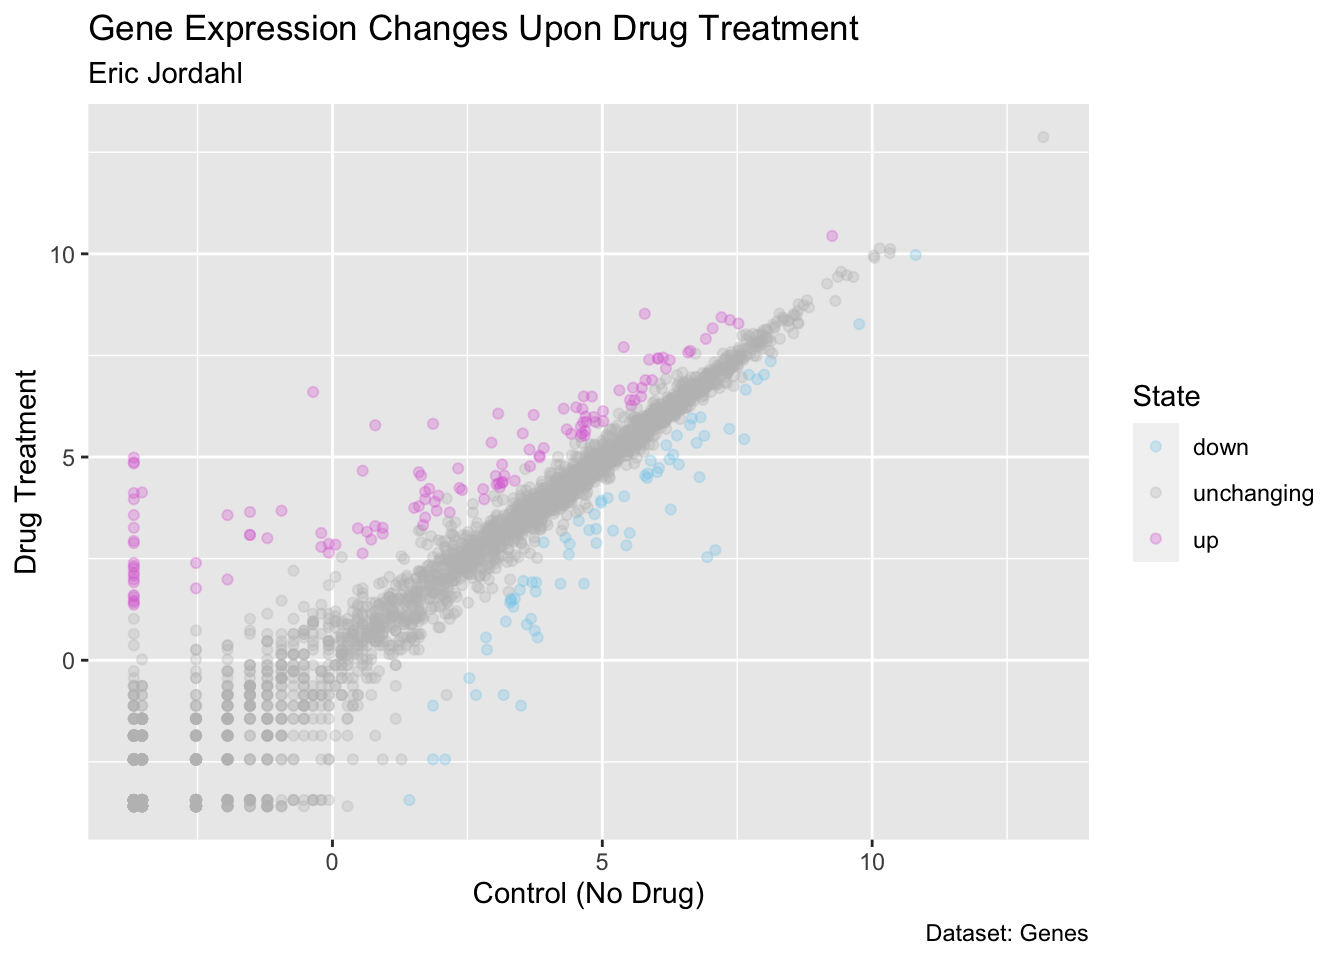 Gene Expression Changes Upon Drug Treatment
Eric Jordahl
10
5
0
Drug Treatment
0
5
10
Control (No Drug)
State
down
unchanging
up
Dataset: Genes